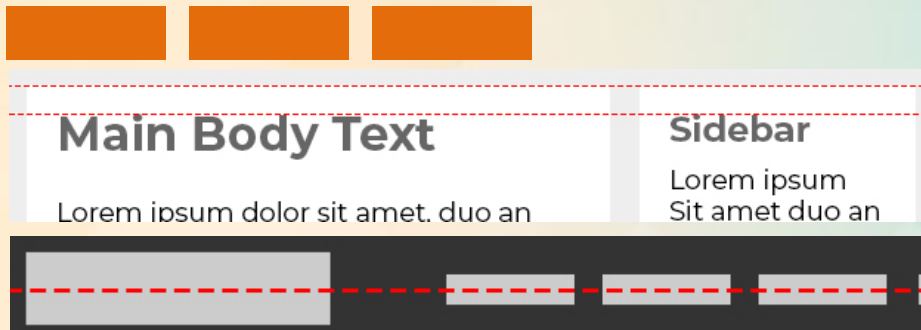 Main Body Text
Lorem ipsum dolor sit amet, duo an
Sidebar
Lorem ipsum
Sit amet duo an